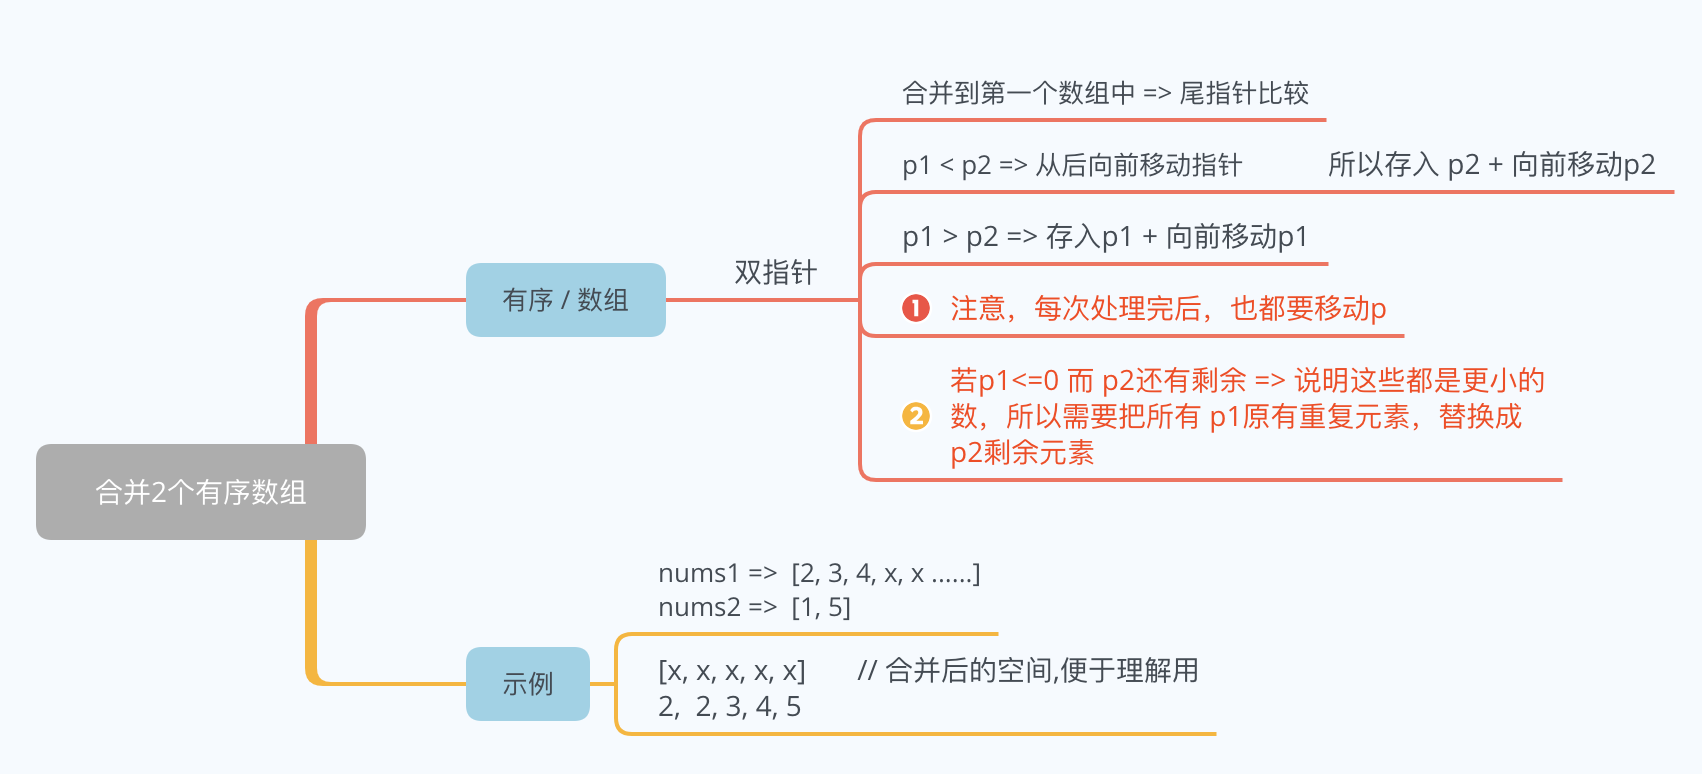 合并到第一个数组中 => 尾指针比较
p1 < p2 => 从后向前移动指针 所以存入 p2 + 向前移动p2
p1 > p2 => 存入p1 + 向前移动p1
双指针
有序 / 数组
1 注意，每次处理完后，也都要移动p
2 若p1<=0 而 p2还有剩余 => 说明这些都是更小的
数，所以需要把所有 p1原有重复元素，替换成
p2剩余元素
合并2个有序数组
nums1 => [2, 3, 4, x, x ......]
nums2 => [1, 5]
示例
[x, x, x, x, x] // 合并后的空间,便于理解用
2, 2, 3, 4, 5